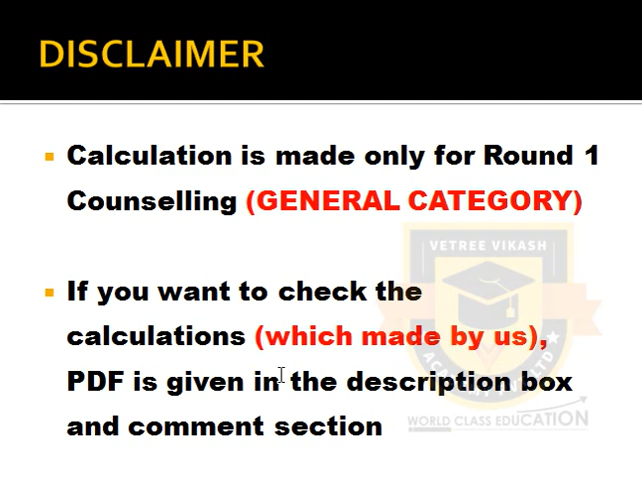 DISCLAIMER
Calculation is made only for Round 1
Counselling (GENERAL CATEGORY)
VETREE VIKASH
If you want to check the
calculations (which made by us),
PDF is given in the description box
WORLD CLASS EDUCATION
and comment section